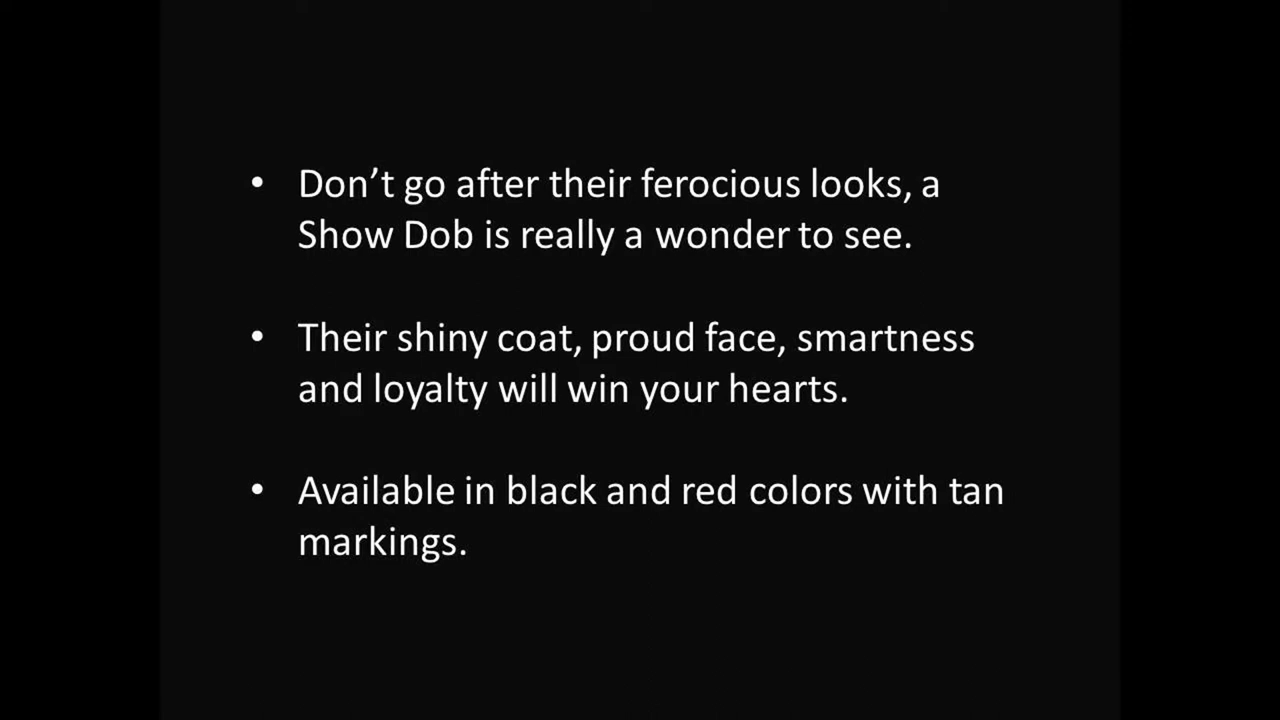 • Don’t go after their ferocious looks, a
Show Dob is really a wonder to see.
• Their shiny coat, proud face, smartness
and loyalty will win your hearts.
• Available in black and red colors with tan
markings.